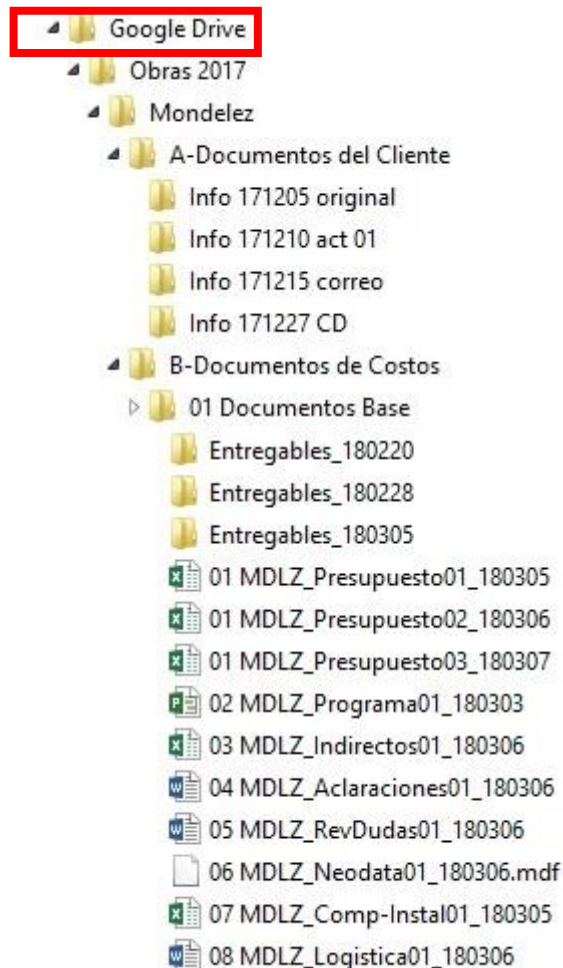 Google Drive
Obras 2017
Mondelez
A-Documentos del Cliente
Info 171205 original
Info 171210 act 01
Info 171215 correo
Info 171227 CD
B-Documentos de Costos
01 Documentos Base
Entregables_180220
Entregables_180228
Entregables_180305
01 MDLZ_Presupuesto01_180305
01 MDLZ_Presupuesto02_180306
01 MDLZ_Presupuesto03_180307
02 MDLZ_Programa01_180303
03 MDLZ_Indirectos01_180306
04 MDLZ_Aclaraciones01_180306
05 MDLZ_RevDudas01_180306
06 MDLZ_Neodata01_180306.mdf
07 MDLZ_Comp-Instal01_180305
08 MDLZ_Logistica01_180306